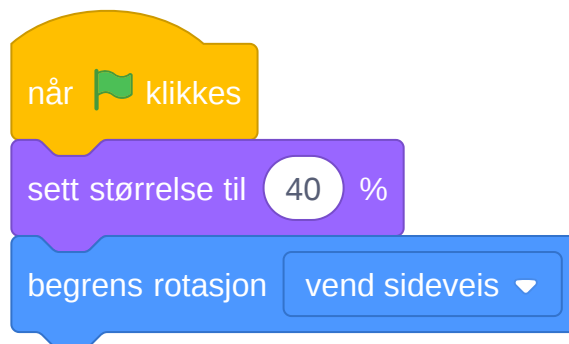 når klikkes
sett størrelse til 40 %
begrens rotasjon vend sideveis